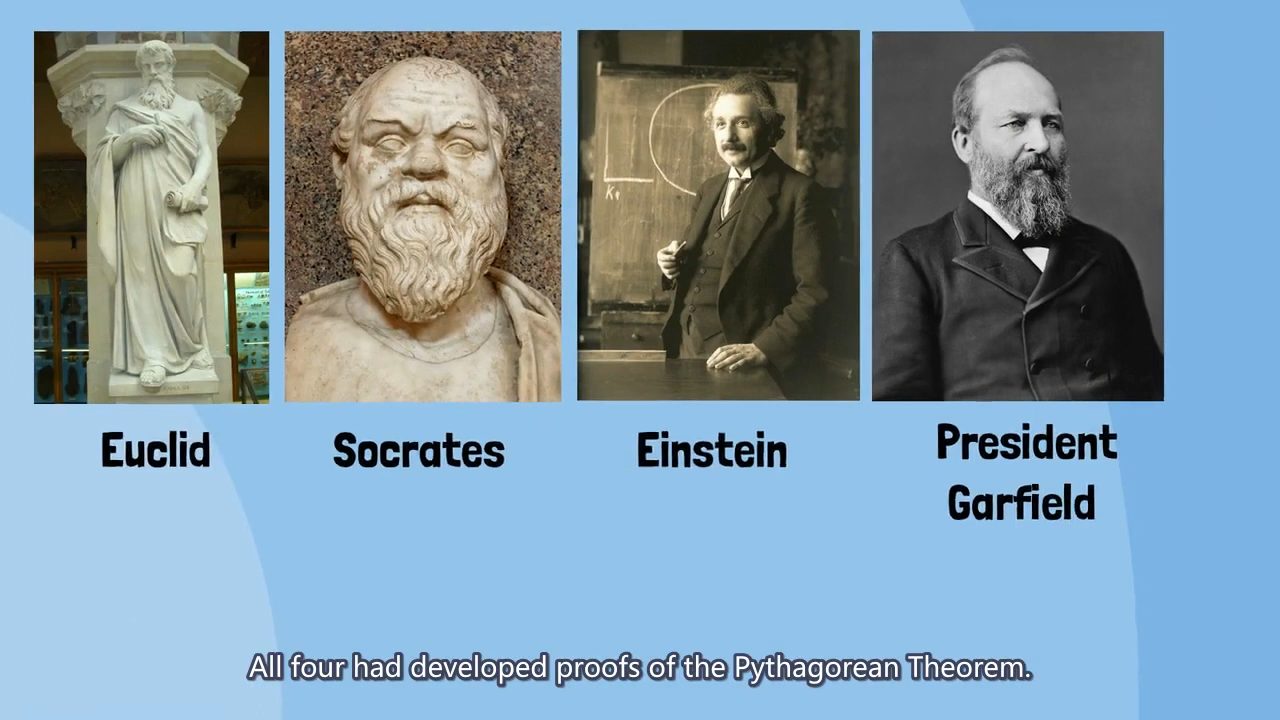 Euclid
Socrates
Einstein
President
Garfield
All four had developed proofs of the Pythagorean Theorem.